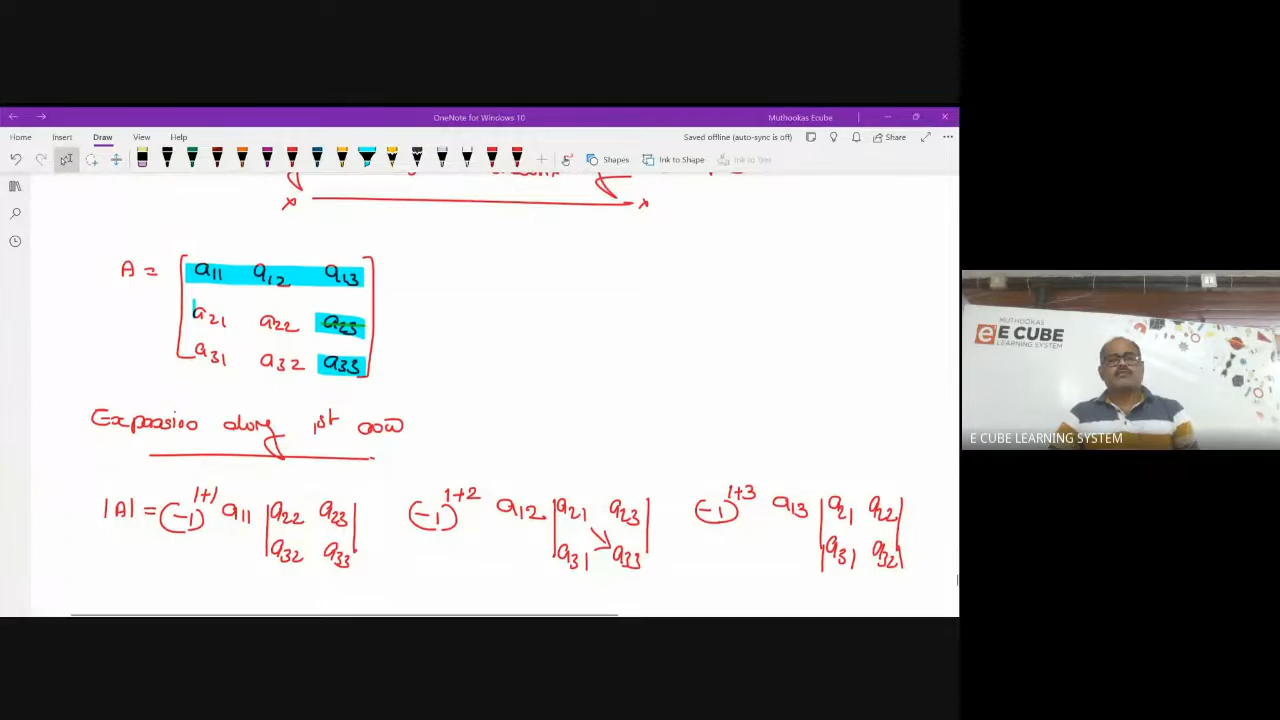 OneNote for Windows 10
Muthookas Ecube
Home Insert Draw View Help
Saved offline (auto-sync is off)
Share
Shapes
Ink to Shape
Ink to Text
A = [ a11 a12 a13
a21 a22 a23
a31 a32 a33 ]
Expansion along 1st row
|A| = (-1)^1+1 a11 |a22 a23| (-1)^1+2 a12 |a21 a23| (-1)^1+3 a13 |a21 a22|
|a32 a33| |a31 a33| |a31 a32|
MUTHOOKAS
e E CUBE
LEARNING SYSTEM
E CUBE LEARNING SYSTEM